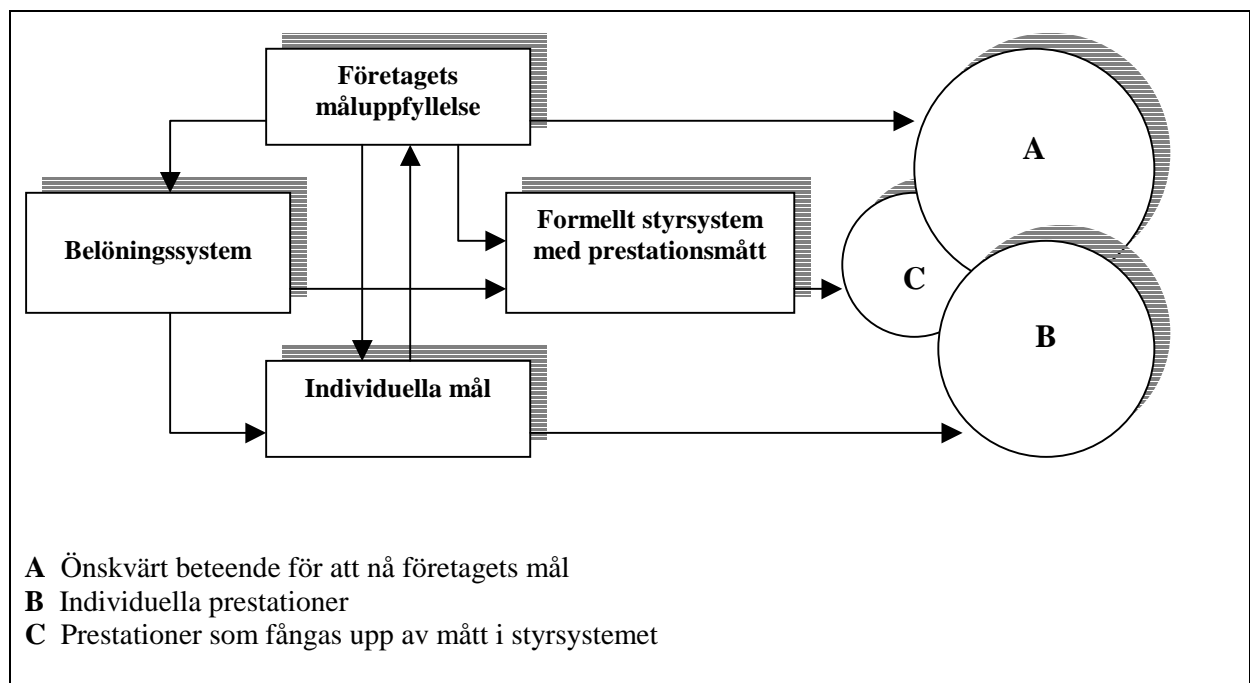 Företagets
måluppfyllelse
A
Belöningssystem
Formellt styrsystem
med prestationsmått
C
B
Individuella mål
A Önskvärt beteende för att nå företagets mål
B Individuella prestationer
C Prestationer som fångas upp av mått i styrsystemet